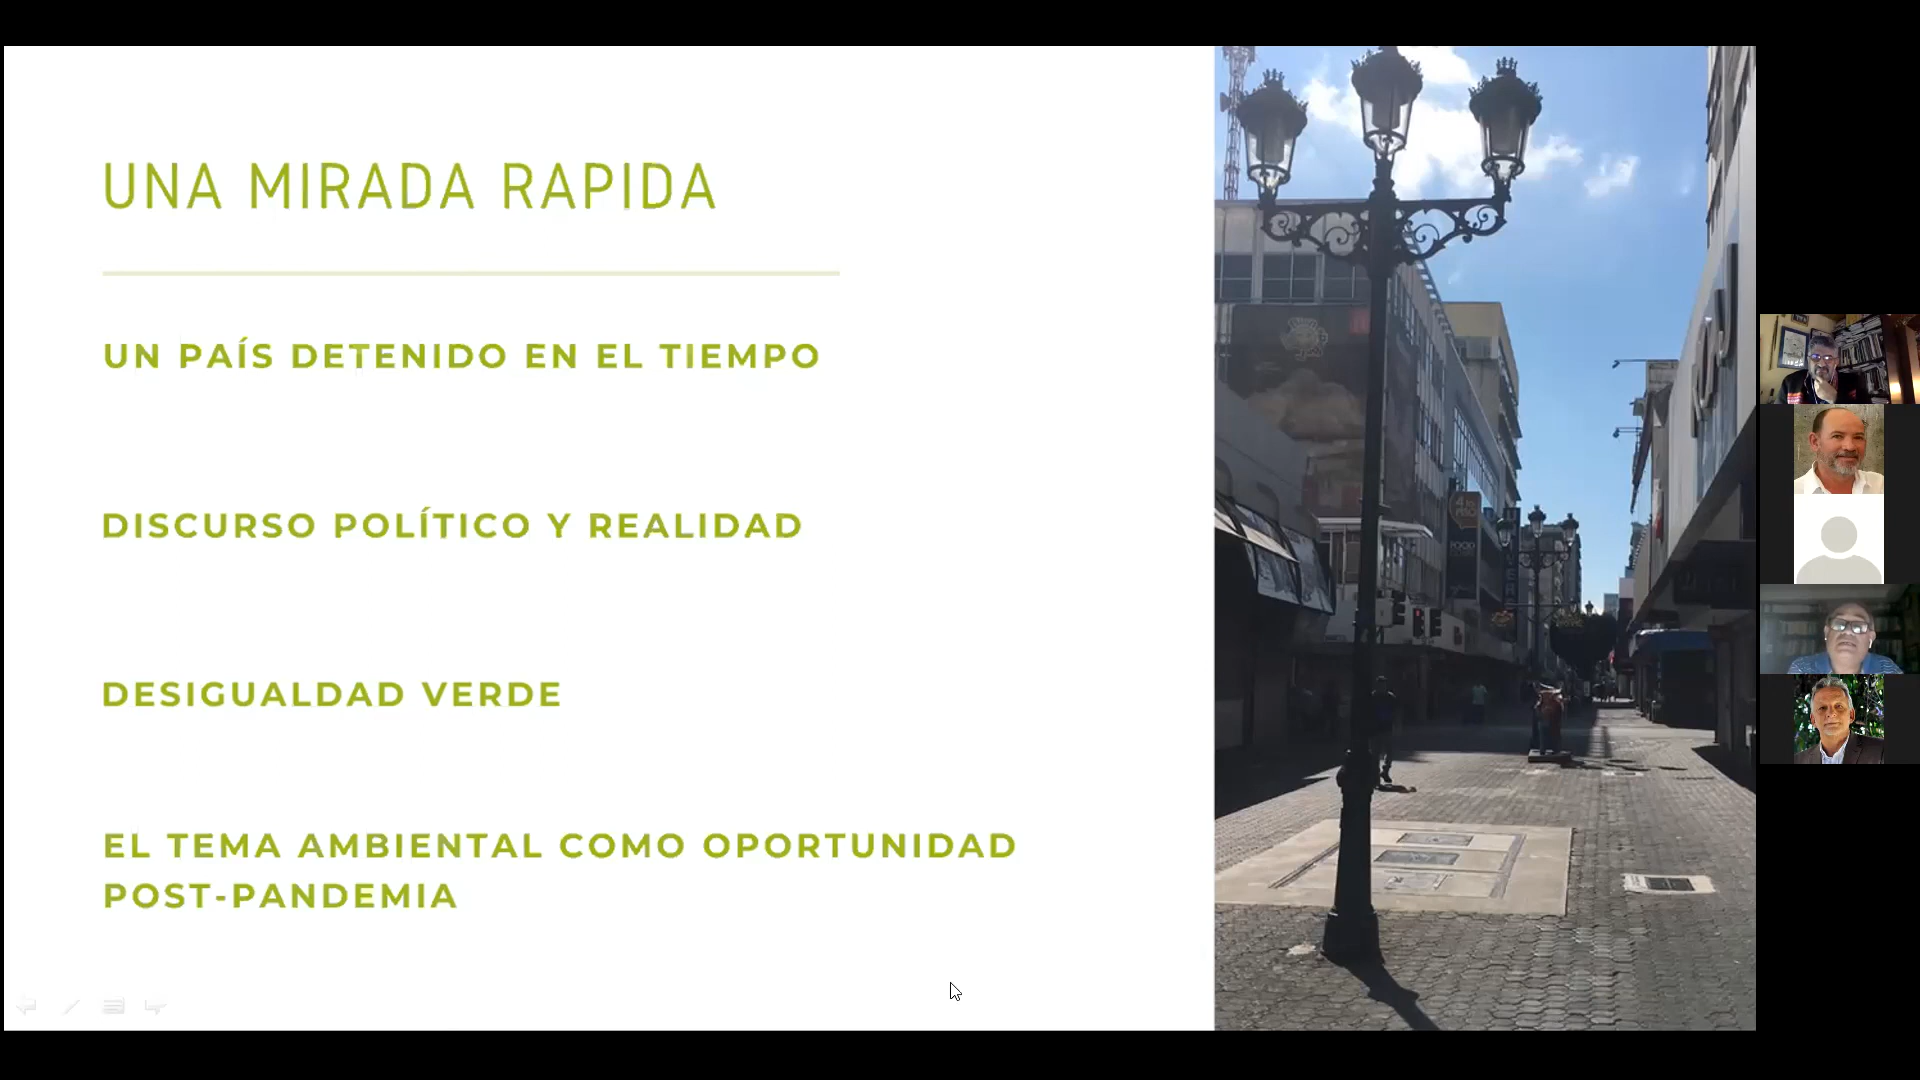 UNA MIRADA RAPIDA
UN PAÍS DETENIDO EN EL TIEMPO
DISCURSO POLÍTICO Y REALIDAD
DESIGUALDAD VERDE
EL TEMA AMBIENTAL COMO OPORTUNIDAD
POST-PANDEMIA